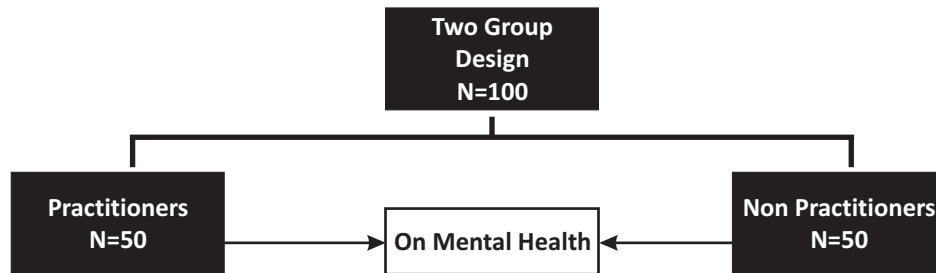 Two Group
Design
N=100
Practitioners
N=50
On Mental Health
Non Practitioners
N=50